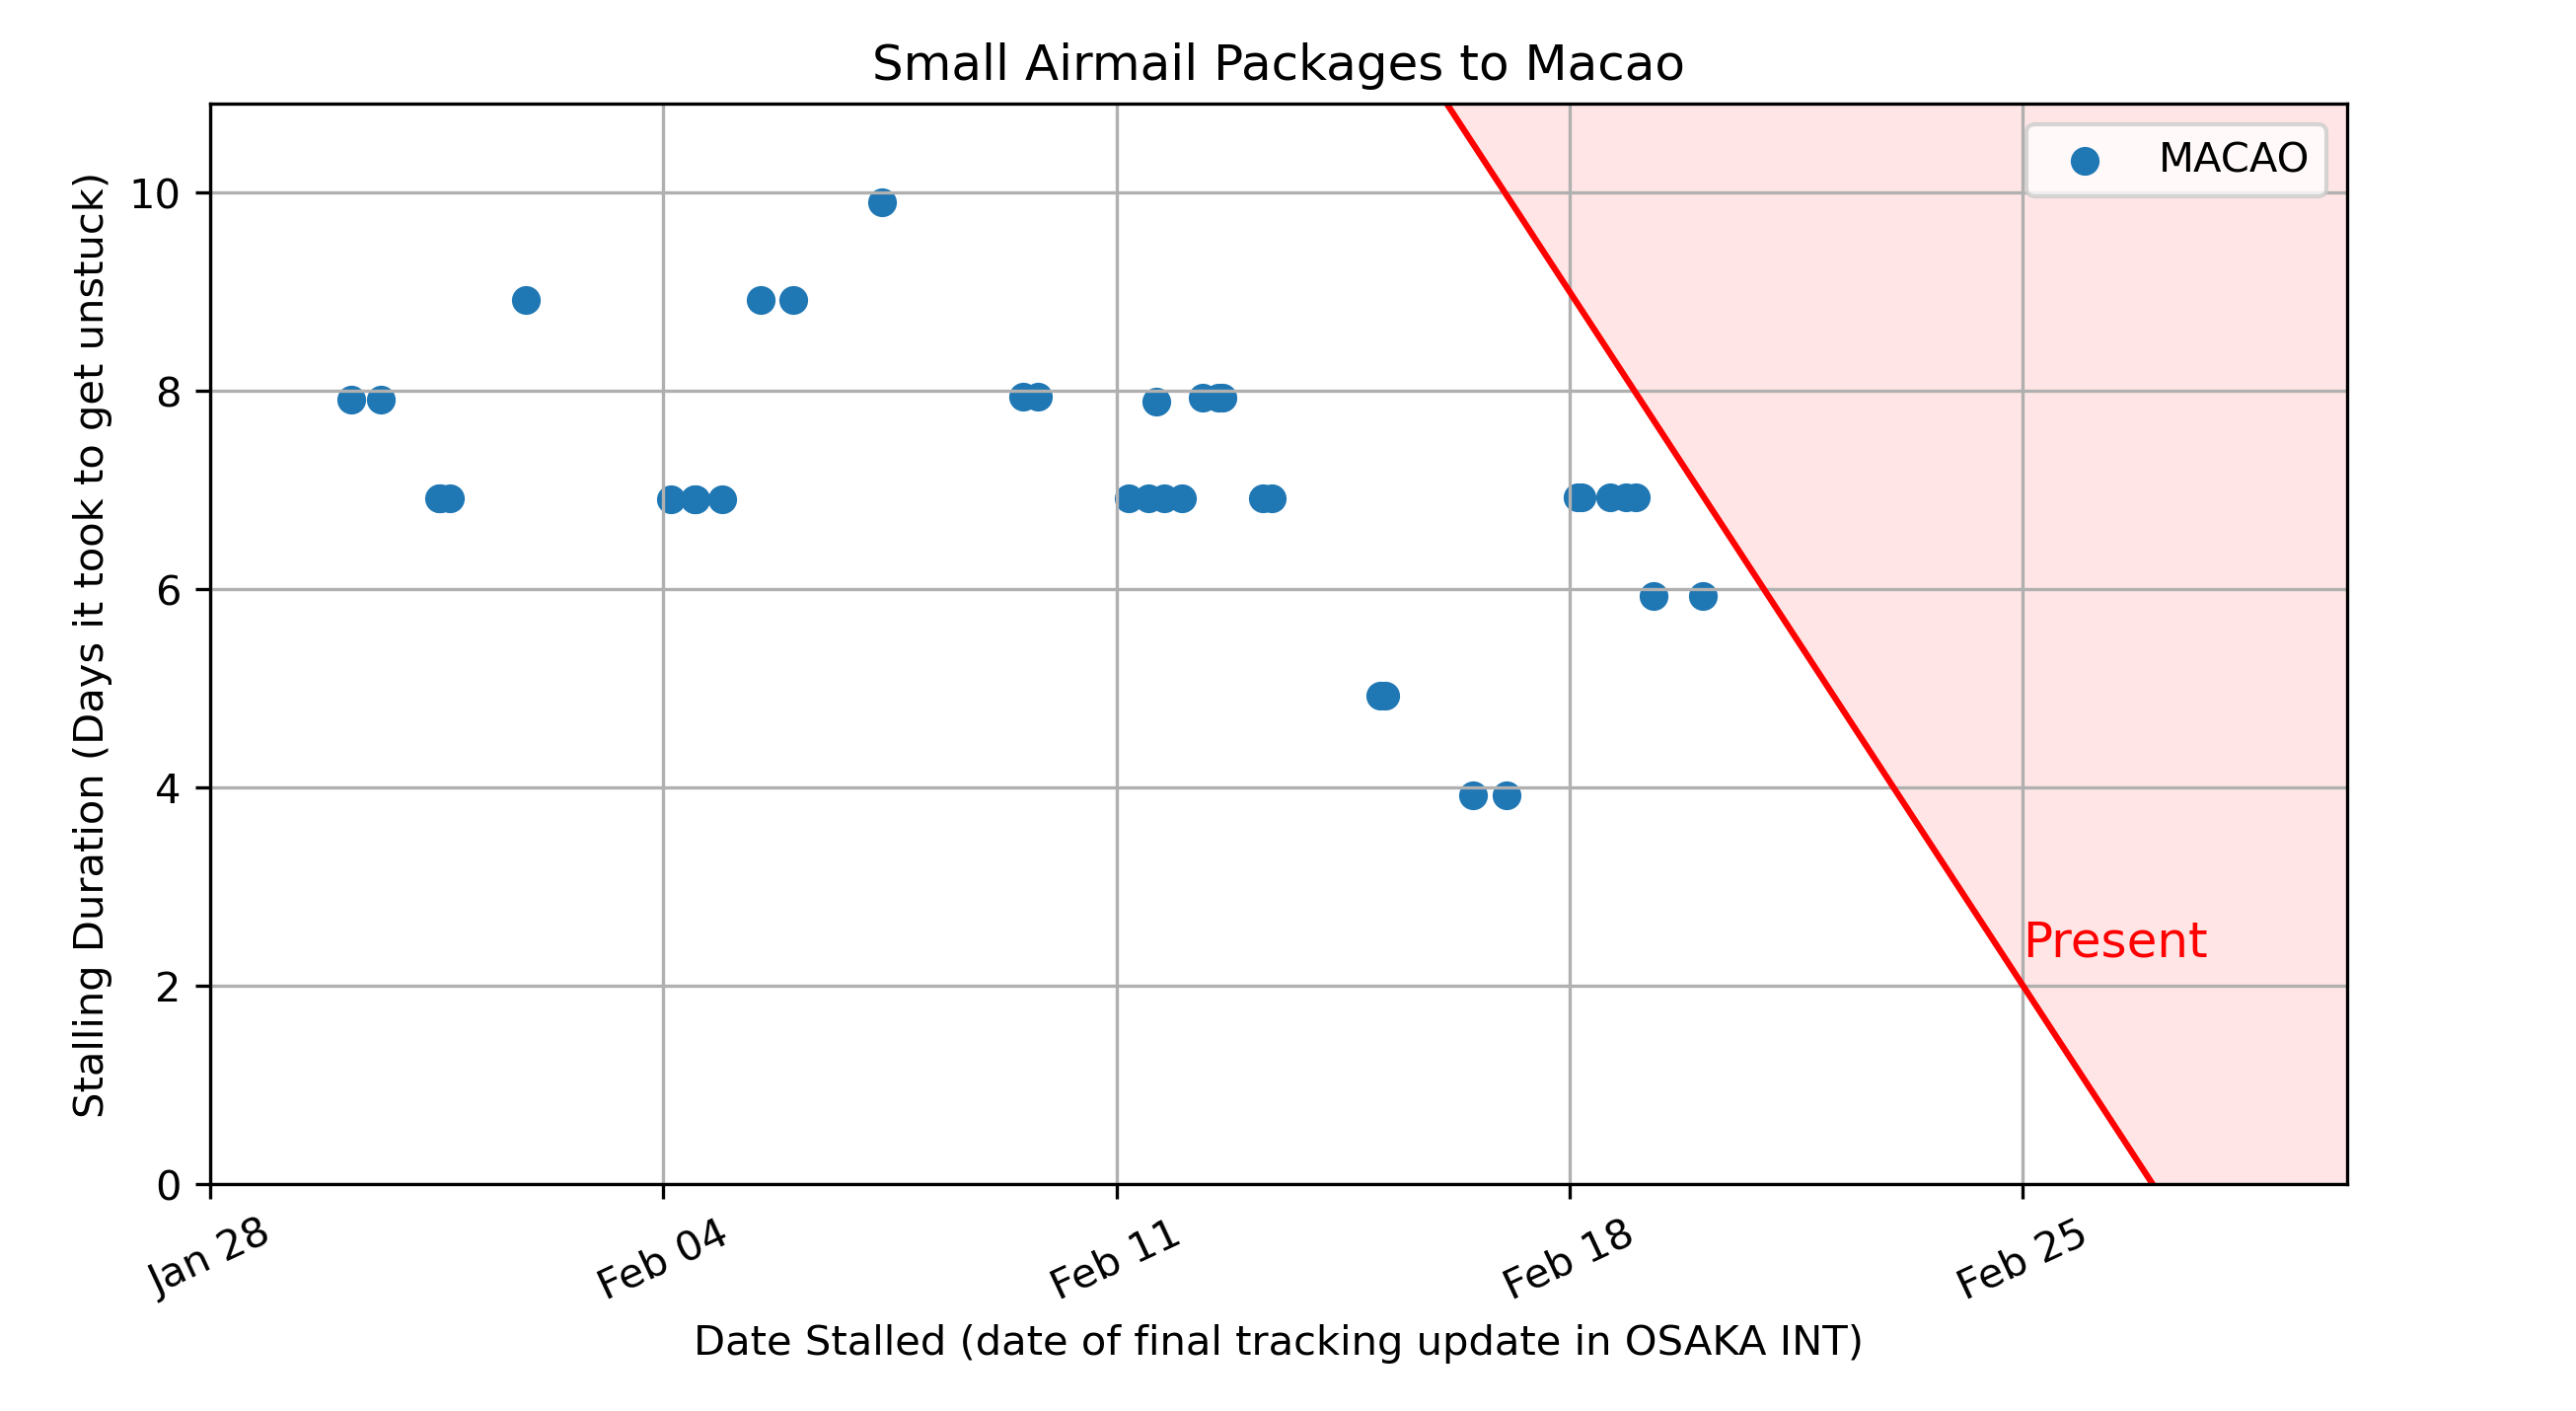 Small Airmail Packages to Macao
MACAO
Stalling Duration (Days it took to get unstuck)
10
8
6
4
2
0
Present
Jan 28
Feb 04
Feb 11
Feb 18
Feb 25
Date Stalled (date of final tracking update in OSAKA INT)